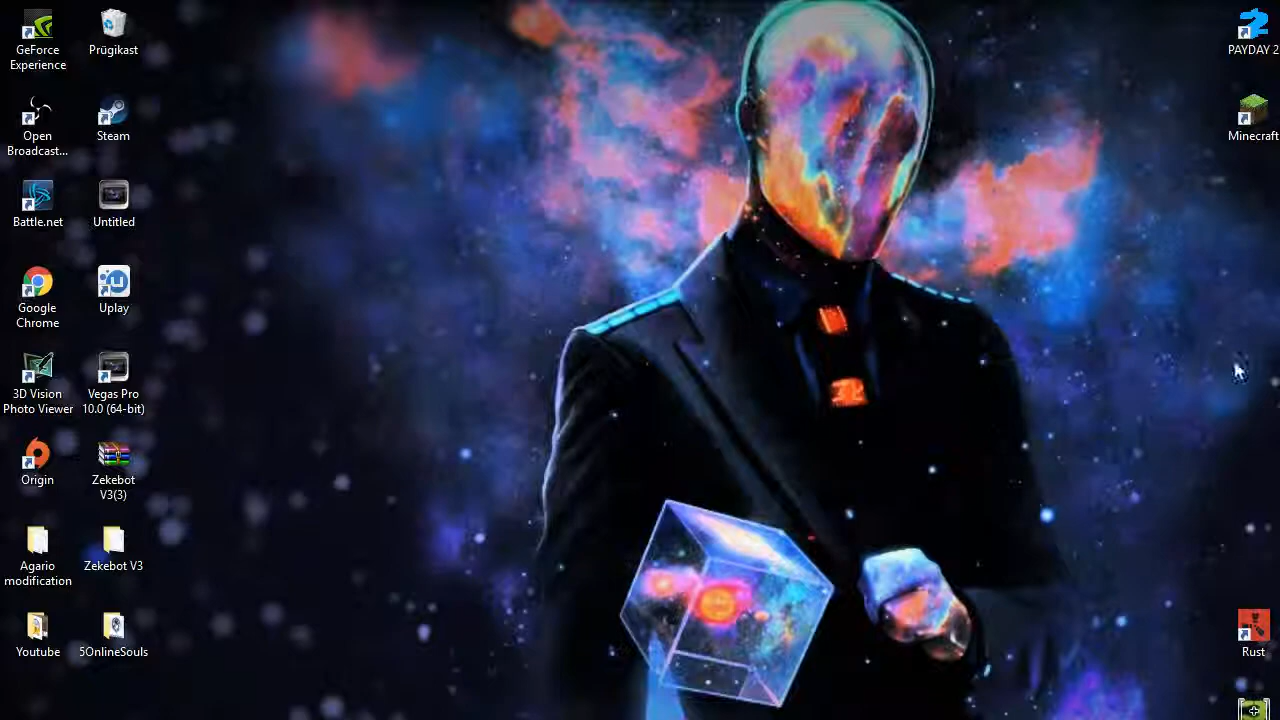 GeForce
Experience
Prügikast
PAYDAY 2
Open
Broadcast...
Steam
Minecraft
Battle.net
Untitled
Google
Chrome
Uplay
3D Vision
Photo Viewer
Vegas Pro
10.0 (64-bit)
Origin
Zekebot
V3(3)
Agario
modification
Zekebot V3
Youtube
5OnlineSouls
Rust